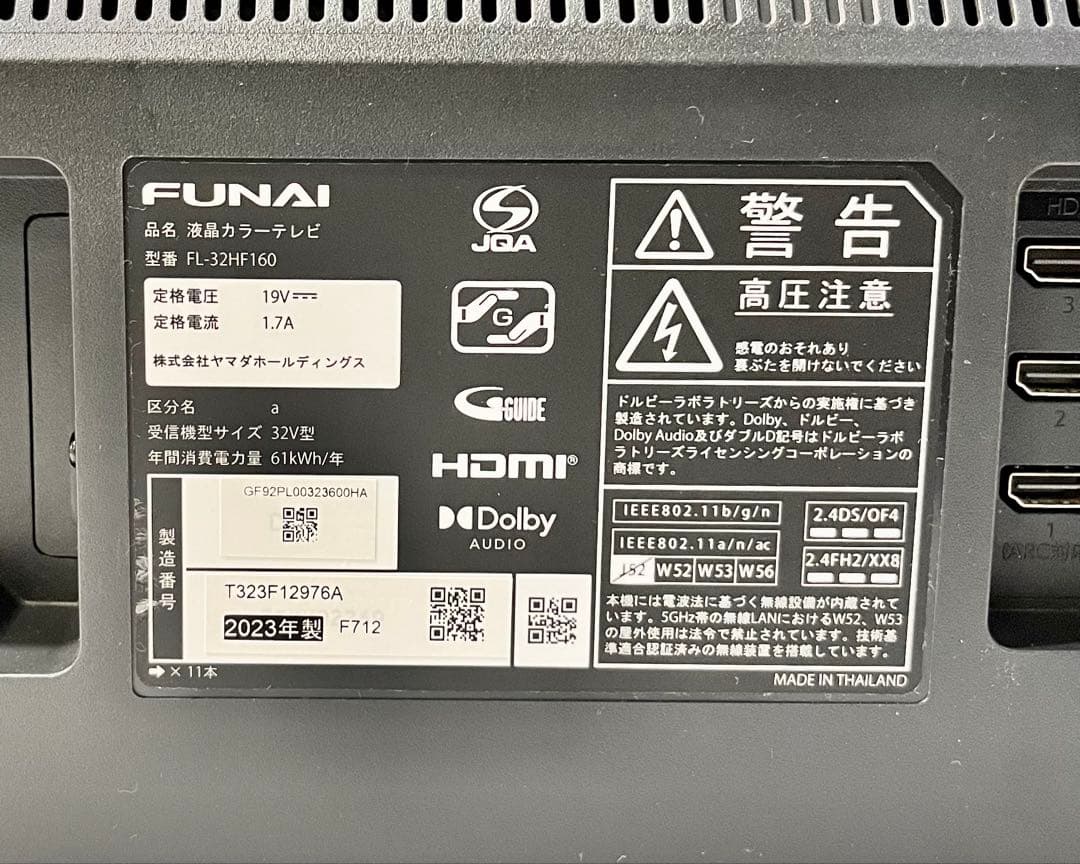 FUNAI
品名 液晶カラーテレビ
型番 FL-32HF160
定格電圧 19V
定格電流 1.7A
株式会社ヤマダホールディングス
区分名 a
受信機型サイズ 32V型
年間消費電力量 61kWh/年
製造番号
GF92PL00323600HA
T323F12976A
2023年製 F712
➡ × 11本
JQA
G
G-GUIDE
HDMI®
Dolby
AUDIO
警告
高圧注意
感電のおそれあり
裏ぶたを開けないでください
ドルビーラボラトリーズからの実施権に基づき
製造されています。Dolby、ドルビー、
Dolby Audio及びダブルD記号はドルビーラボ
ラトリーズライセンシングコーポレーションの
商標です。
IEEE802.11b/g/n
IEEE802.11a/n/ac
J52 W52 W53 W56
2.4DS/OF4
2.4FH2/XX8
本機には電波法に基づく無線設備が内蔵されて
います。5GHz帯の無線LANにおけるW52、W53
の屋外使用は法令で禁止されています。技術基
準適合認証済みの無線装置を搭載しています。
MADE IN THAILAND
HD
3
2
1